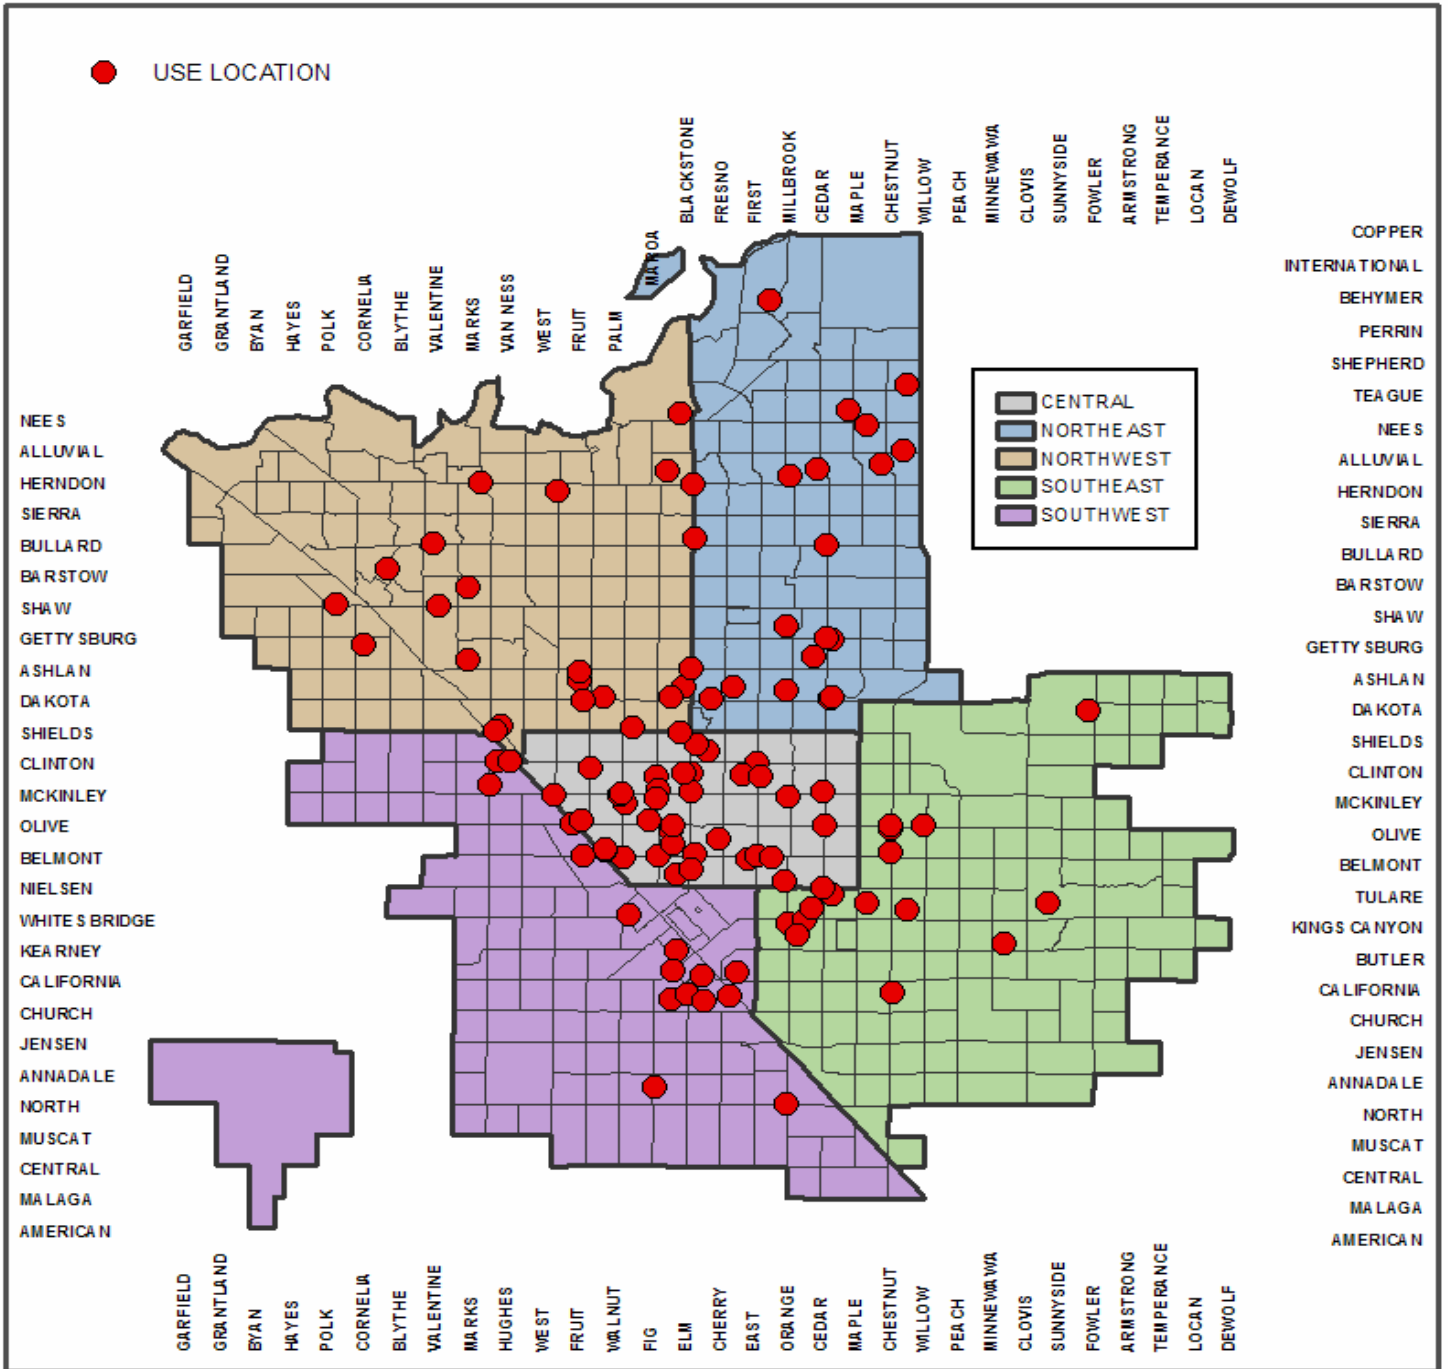 USE LOCATION
BLACKSTONE
FRESNO
FIRST
MILLBROOK
CEDAR
MAPLE
CHESTNUT
WILLOW
PEACH
MINNEWAWA
CLOVIS
SUNNYSIDE
FOWLER
ARMSTRONG
TEMPERANCE
LOCAN
DEWOLF
MAROA
GARFIELD
GRANTLAND
BYAN
HAYES
POLK
CORNELIA
BLYTHE
VALENTINE
MARKS
VAN NESS
WEST
FRUIT
PALM
COPPER
INTERNATIONAL
BEHYMER
PERRIN
SHEPHERD
TEAGUE
NEES
ALLUVIAL
HERNDON
SIERRA
BULLARD
BARSTOW
SHAW
GETTYSBURG
ASHLAN
DAKOTA
SHIELDS
CLINTON
MCKINLEY
OLIVE
BELMONT
TULARE
KINGS CANYON
BUTLER
CALIFORNIA
CHURCH
JENSEN
ANNADALE
NORTH
MUSCAT
CENTRAL
MALAGA
AMERICAN
CENTRAL
NORTHEAST
NORTHWEST
SOUTHEAST
SOUTHWEST
NEES
ALLUVIAL
HERNDON
SIERRA
BULLARD
BARSTOW
SHAW
GETTYSBURG
ASHLAN
DAKOTA
SHIELDS
CLINTON
MCKINLEY
OLIVE
BELMONT
NIELSEN
WHITESBRIDGE
KEARNEY
CALIFORNIA
CHURCH
JENSEN
ANNADALE
NORTH
MUSCAT
CENTRAL
MALAGA
AMERICAN
GARFIELD
GRANTLAND
BYAN
HAYES
POLK
CORNELIA
BLYTHE
VALENTINE
MARKS
HUGHES
WEST
FRUIT
WALNUT
FIG
ELM
CHERRY
EAST
ORANGE
CEDAR
MAPLE
CHESTNUT
WILLOW
PEACH
MINNEWAWA
CLOVIS
SUNNYSIDE
FOWLER
ARMSTRONG
TEMPERANCE
LOCAN
DEWOLF